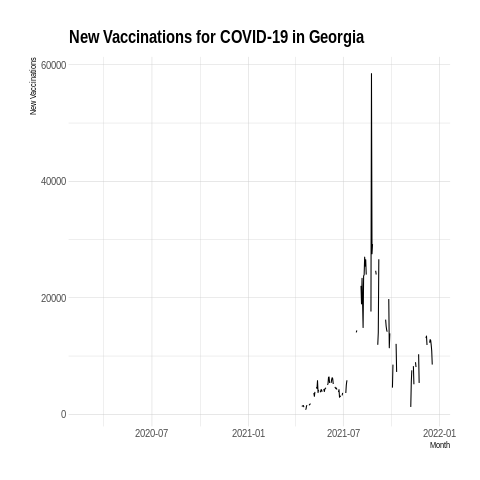 New Vaccinations for COVID-19 in Georgia
New Vaccinations
60000
40000
20000
0
2020-07
2021-01
2021-07
2022-01
Month